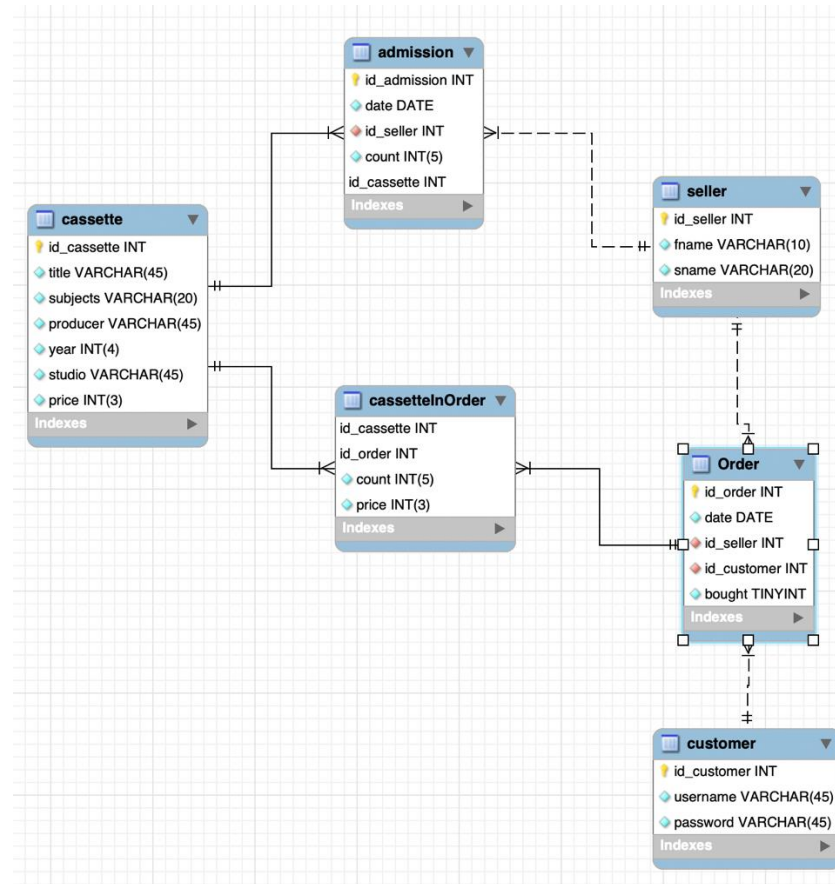 admission
id_admission INT
date DATE
id_seller INT
count INT(5)
id_cassette INT
Indexes
cassette
id_cassette INT
title VARCHAR(45)
subjects VARCHAR(20)
producer VARCHAR(45)
year INT(4)
studio VARCHAR(45)
price INT(3)
Indexes
seller
id_seller INT
fname VARCHAR(10)
sname VARCHAR(20)
Indexes
cassetteInOrder
id_cassette INT
id_order INT
count INT(5)
price INT(3)
Indexes
Order
id_order INT
date DATE
id_seller INT
id_customer INT
bought TINYINT
Indexes
customer
id_customer INT
username VARCHAR(45)
password VARCHAR(45)
Indexes